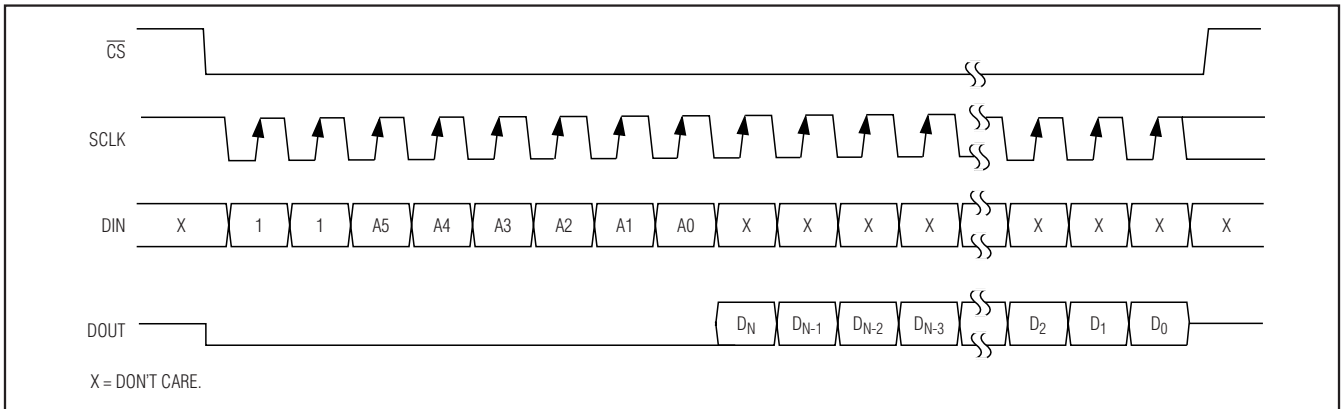 CS
SCLK
DIN X 1 1 A5 A4 A3 A2 A1 A0 X X X X X X X X
DOUT DN DN-1 DN-2 DN-3 D2 D1 D0
X = DON'T CARE.